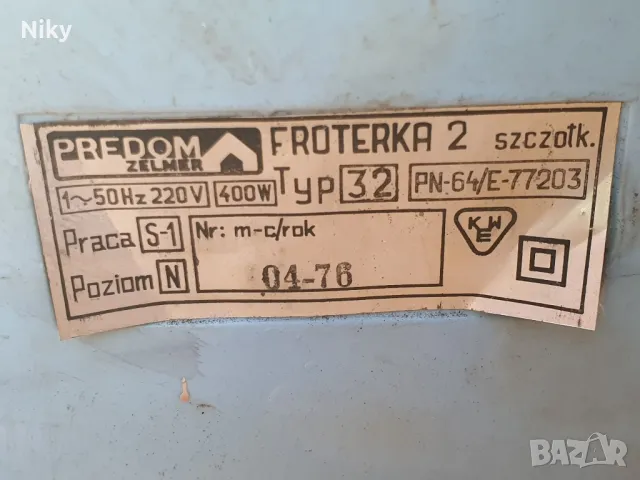 Niky
PREDOM ZELMER FROTERKA 2 szczotk.
1~50Hz 220V 400W Typ 32 PN-64/E-77203
Praca S-1 Nr: m-c/rok KWE
Poziom N 04-76
BAZAR